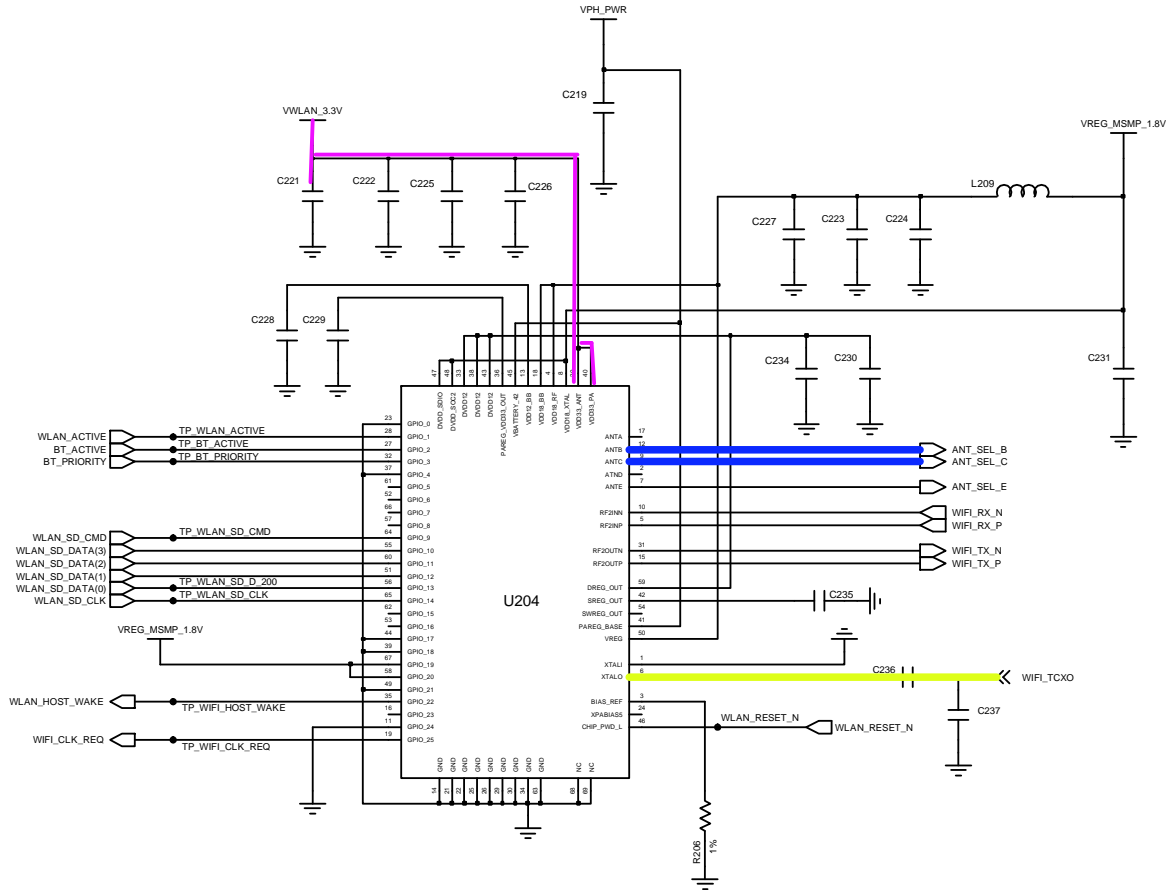 VPH_PWR
C219
VWLAN_3.3V
VREG_MSMP_1.8V
C221
C222
C225
C226
L209
C227
C223
C224
C228
C229
C234
C230
C231
47
48
33
38
43
36
45
13
18
4
8
40
DVDD_SDIO
DVDD_SCC2
DVDD12
DVDD12
DVDD12
PAREG_VDD33_OUT
VBATTERY_42
VDD12_BB
VDD18_BB
VDD18_RF
VDD18_XTAL
VDD33_ANT
VDD33_PA
23 GPIO_0
WLAN_ACTIVE TP_WLAN_ACTIVE 28 GPIO_1
BT_ACTIVE TP_BT_ACTIVE 27 GPIO_2
BT_PRIORITY TP_BT_PRIORITY 32 GPIO_3
37 GPIO_4
61 GPIO_5
52 GPIO_6
66 GPIO_7
57 GPIO_8
WLAN_SD_CMD TP_WLAN_SD_CMD 64 GPIO_9
WLAN_SD_DATA(3) 55 GPIO_10
WLAN_SD_DATA(2) 60 GPIO_11
WLAN_SD_DATA(1) 51 GPIO_12
WLAN_SD_DATA(0) TP_WLAN_SD_D_200 56 GPIO_13
WLAN_SD_CLK TP_WLAN_SD_CLK 65 GPIO_14
62 GPIO_15
53 GPIO_16
44 GPIO_17
39 GPIO_18
VREG_MSMP_1.8V
67 GPIO_19
58 GPIO_20
49 GPIO_21
WLAN_HOST_WAKE TP_WIFI_HOST_WAKE 35 GPIO_22
16 GPIO_23
11 GPIO_24
WIFI_CLK_REQ TP_WIFI_CLK_REQ 19 GPIO_25
U204
ANTA 17
ANTB 12 ANT_SEL_B
ANTC ANT_SEL_C
ATND 2
ANTE 7 ANT_SEL_E
RF2INN 10 WIFI_RX_N
RF2INP 5 WIFI_RX_P
RF2OUTN 31 WIFI_TX_N
RF2OUTP 15 WIFI_TX_P
DREG_OUT 59
SREG_OUT 42 C235
SWREG_OUT 54
PAREG_BASE 41
VREG 50
XTALI 1
XTALO 6 C236 WIFI_TCXO
BIAS_REF 3 C237
XPABIAS5 24
CHIP_PWD_L 46 WLAN_RESET_N WLAN_RESET_N
GND
GND
GND
GND
GND
GND
GND
GND
GND
NC
NC
14
21
22
25
26
29
30
34
63
68
69
R206
1%